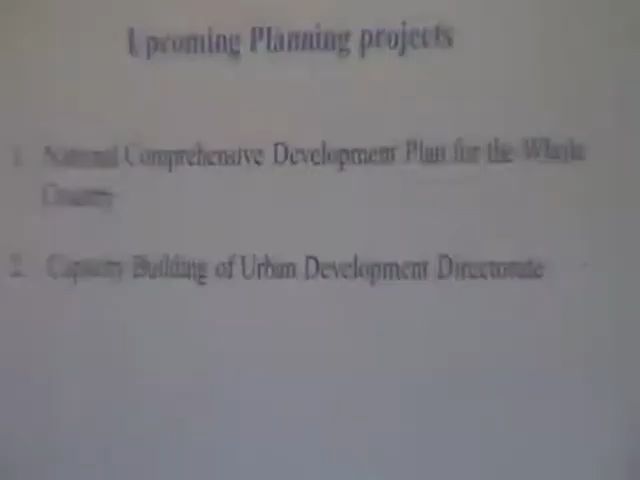 Upcoming Planning projects
1. National Comprehensive Development Plan for the Whole
Country
2. Capacity Building of Urban Development Directorate